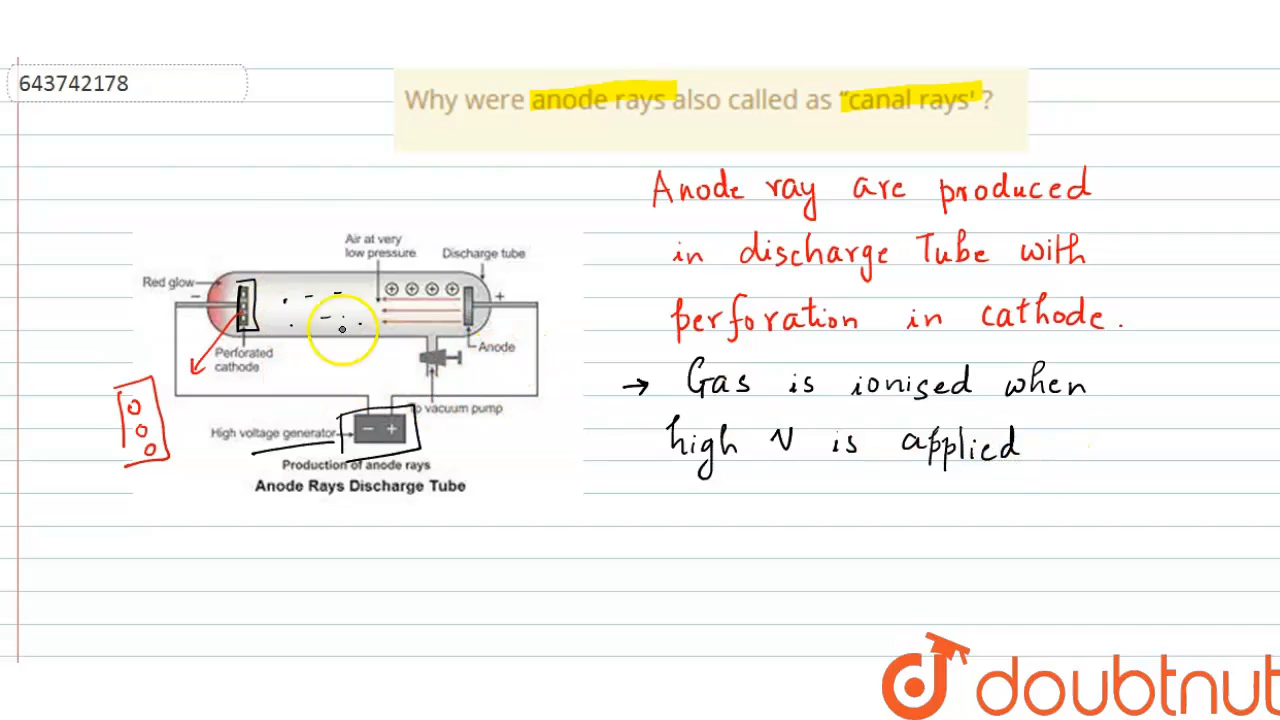 643742178
Why were anode rays also called as “canal rays' ?
Anode ray are produced
in discharge Tube with
perforation in cathode.
→ Gas is ionised when
high V is applied
Air at very
low pressure
Discharge tube
Red glow
−
+
Perforated
cathode
Anode
To vacuum pump
High voltage generator
− +
Production of anode rays
Anode Rays Discharge Tube
doubtnut